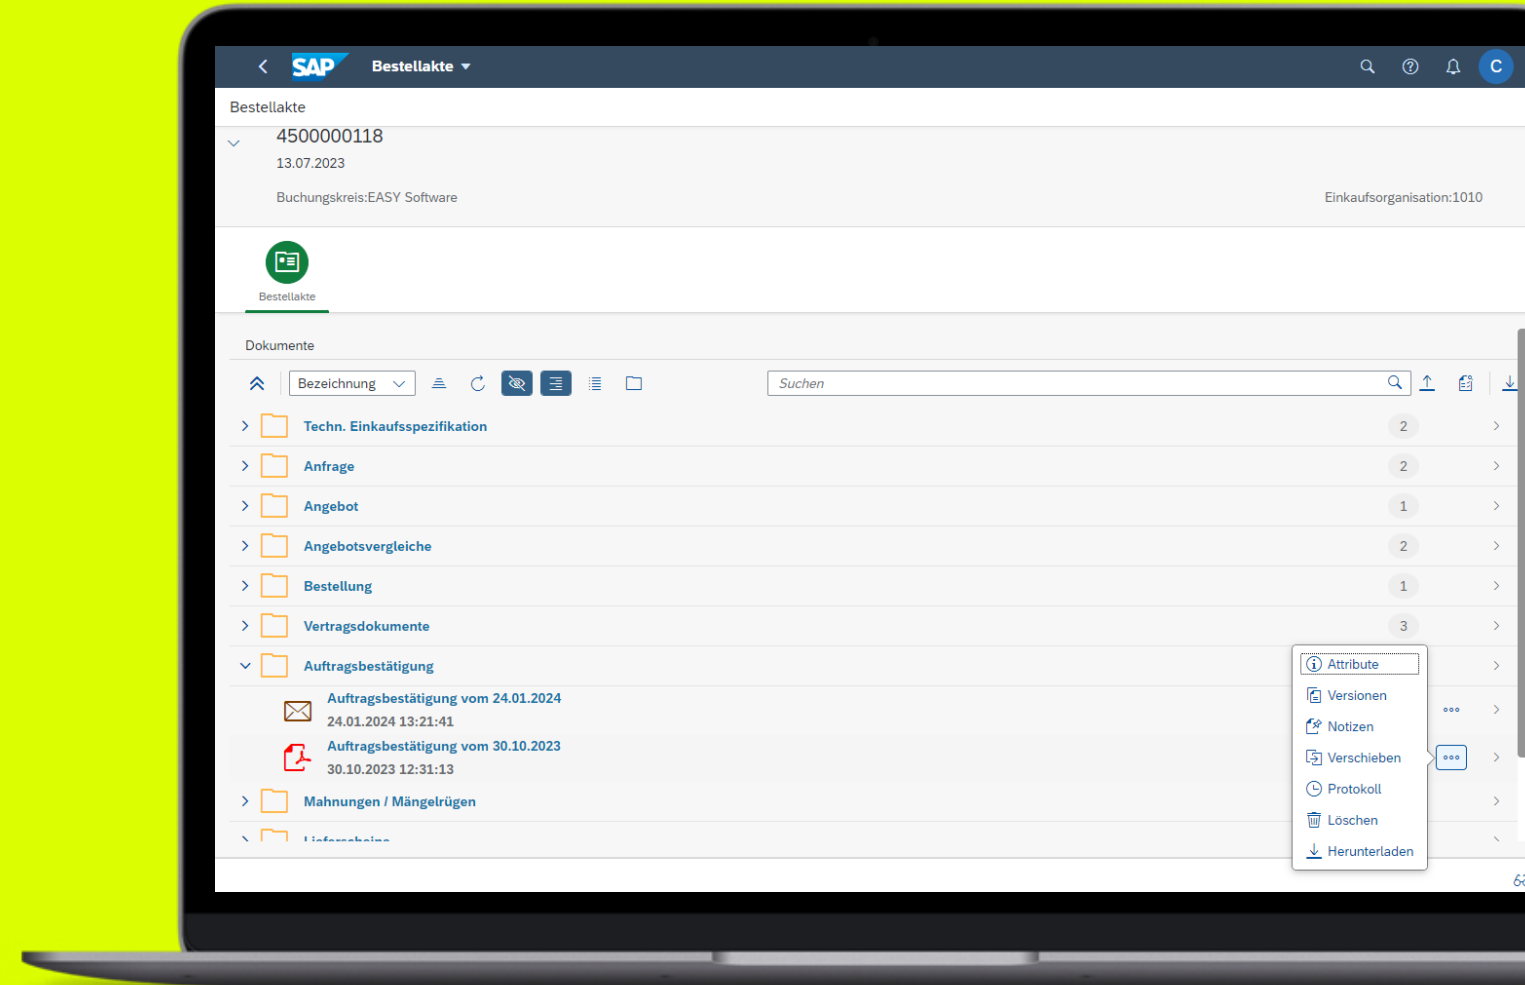 SAP Bestellakte
C
Bestellakte
4500000118
13.07.2023
Buchungskreis:EASY Software
Einkaufsorganisation:1010
Bestellakte
Dokumente
Bezeichnung
Suchen
Techn. Einkaufsspezifikation 2
Anfrage 2
Angebot 1
Angebotsvergleiche 2
Bestellung 1
Vertragsdokumente 3
Auftragsbestätigung
Auftragsbestätigung vom 24.01.2024
24.01.2024 13:21:41
Auftragsbestätigung vom 30.10.2023
30.10.2023 12:31:13
Mahnungen / Mängelrügen
Lieferscheine
Attribute
Versionen
Notizen
Verschieben
Protokoll
Löschen
Herunterladen